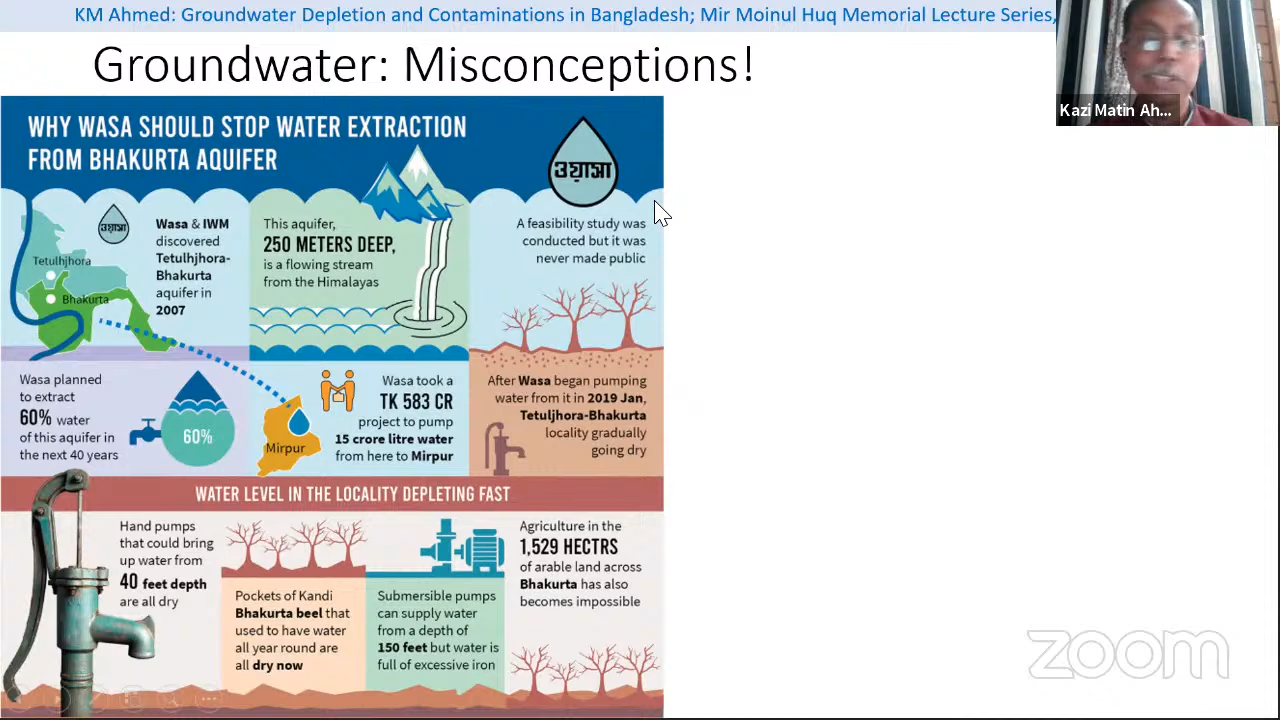 KM Ahmed: Groundwater Depletion and Contaminations in Bangladesh; Mir Moinul Huq Memorial Lecture Series,
Groundwater: Misconceptions!
Kazi Matin Ah...
WHY WASA SHOULD STOP WATER EXTRACTION
FROM BHAKURTA AQUIFER
ওয়াসা
Tetulhjhora
Bhakurta
ওয়াসা
Wasa & IWM
discovered
Tetulhjhora-
Bhakurta
aquifer in
2007
This aquifer,
250 METERS DEEP,
is a flowing stream
from the Himalayas
A feasibility study was
conducted but it was
never made public
Wasa planned
to extract
60% water
of this aquifer in
the next 40 years
60%
Mirpur
Wasa took a
TK 583 CR
project to pump
15 crore litre water
from here to Mirpur
After Wasa began pumping
water from it in 2019 Jan,
Tetuljhora-Bhakurta
locality gradually
going dry
WATER LEVEL IN THE LOCALITY DEPLETING FAST
Hand pumps
that could bring
up water from
40 feet depth
are all dry
Pockets of Kandi
Bhakurta beel that
used to have water
all year round are
all dry now
Submersible pumps
can supply water
from a depth of
150 feet but water is
full of excessive iron
Agriculture in the
1,529 HECTRS
of arable land across
Bhakurta has also
becomes impossible
zoom